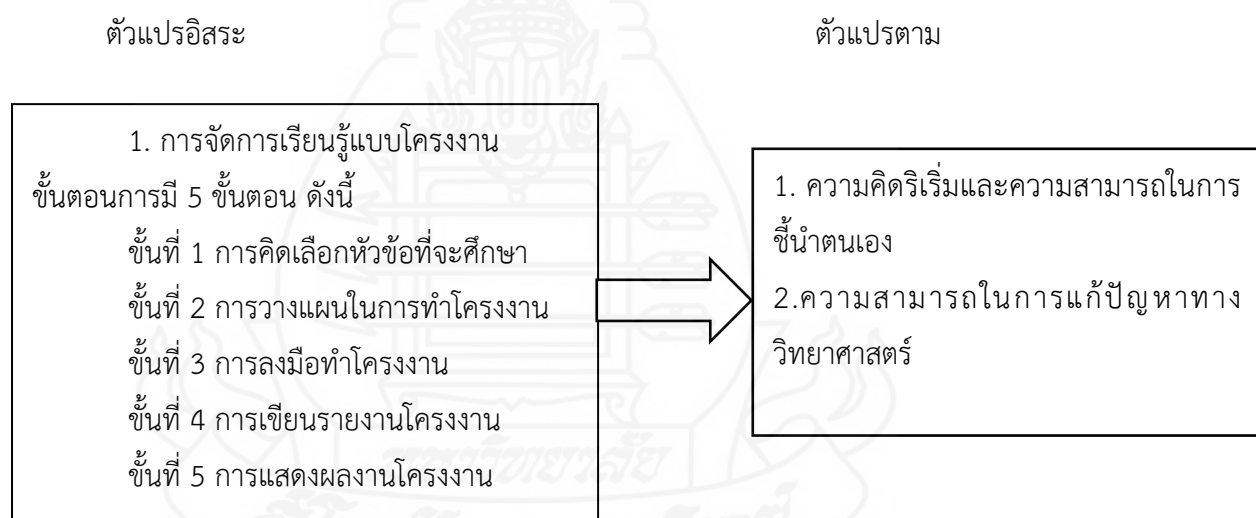 ตัวแปรอิสระ
ตัวแปรตาม
1. การจัดการเรียนรู้แบบโครงงาน
ขั้นตอนการมี 5 ขั้นตอน ดังนี้
ขั้นที่ 1 การคิดเลือกหัวข้อที่จะศึกษา
ขั้นที่ 2 การวางแผนในการทำโครงงาน
ขั้นที่ 3 การลงมือทำโครงงาน
ขั้นที่ 4 การเขียนรายงานโครงงาน
ขั้นที่ 5 การแสดงผลงานโครงงาน
1. ความคิดริเริ่มและความสามารถในการ
ชี้นำตนเอง
2.ความสามารถในการแก้ปัญหาทาง
วิทยาศาสตร์